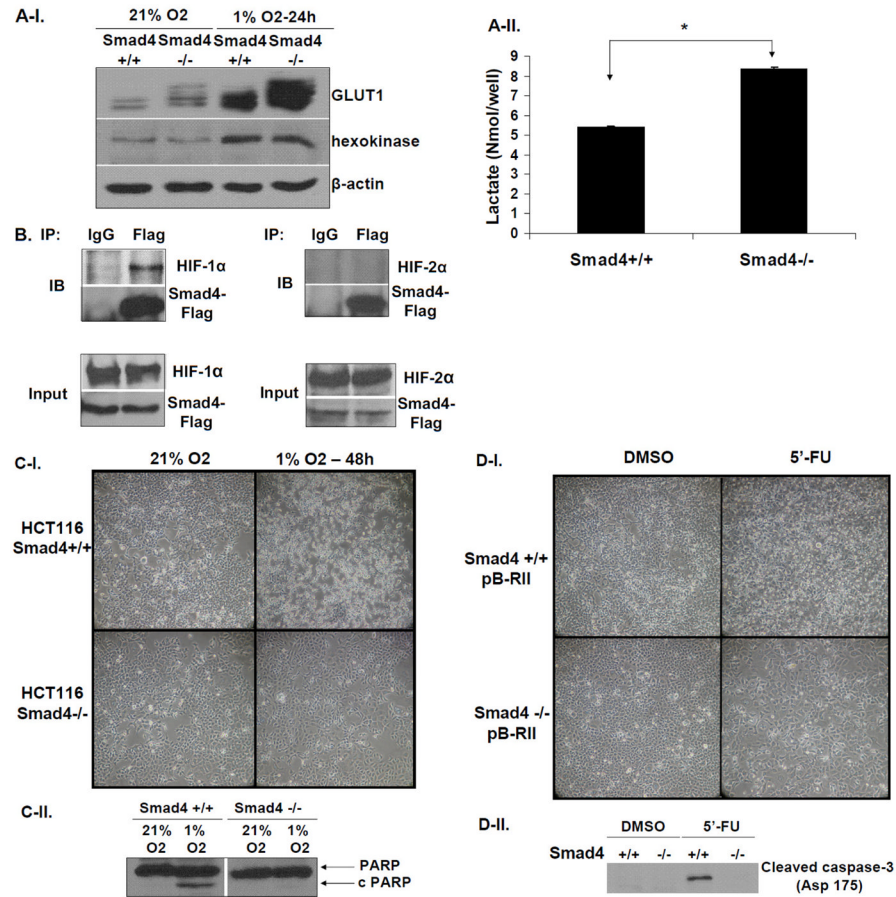 A-I.
21% O2
1% O2-24h
Smad4 Smad4
Smad4 Smad4
+/+
-/-
+/+
-/-
GLUT1
hexokinase
β-actin
A-II.
*
Lactate (Nmol/well)
9
8
7
6
5
4
3
2
1
0
Smad4+/+
Smad4-/-
B.
IP:
IgG
Flag
IB
HIF-1α
Smad4-
Flag
Input
HIF-1α
Smad4-
Flag
IP:
IgG
Flag
IB
HIF-2α
Smad4-
Flag
Input
HIF-2α
Smad4-
Flag
C-I.
21% O2
1% O2 – 48h
HCT116
Smad4+/+
HCT116
Smad4-/-
C-II.
Smad4 +/+
Smad4 -/-
21%
O2
1%
O2
21%
O2
1%
O2
PARP
c PARP
D-I.
DMSO
5’-FU
Smad4 +/+
pB-RII
Smad4 -/-
pB-RII
D-II.
DMSO
5’-FU
Smad4
+/+
-/-
+/+
-/-
Cleaved caspase-3
(Asp 175)